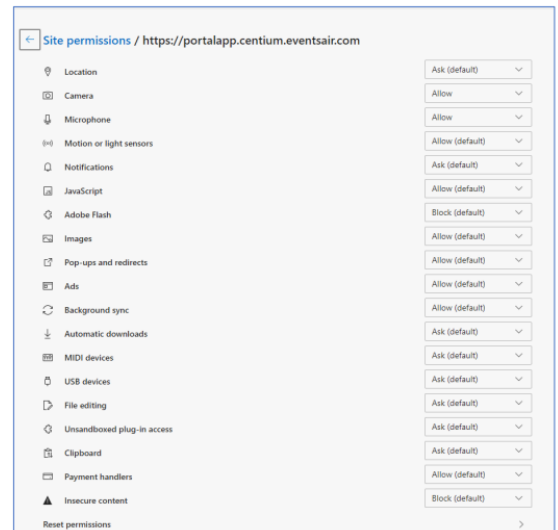 Site permissions / https://portalapp.centium.eventsair.com
Location Ask (default)
Camera Allow
Microphone Allow
Motion or light sensors Allow (default)
Notifications Ask (default)
JavaScript Allow (default)
Adobe Flash Block (default)
Images Allow (default)
Pop-ups and redirects Allow (default)
Ads Allow (default)
Background sync Allow (default)
Automatic downloads Ask (default)
MIDI devices Ask (default)
USB devices Ask (default)
File editing Ask (default)
Unsandboxed plug-in access Ask (default)
Clipboard Ask (default)
Payment handlers Allow (default)
Insecure content Block (default)
Reset permissions